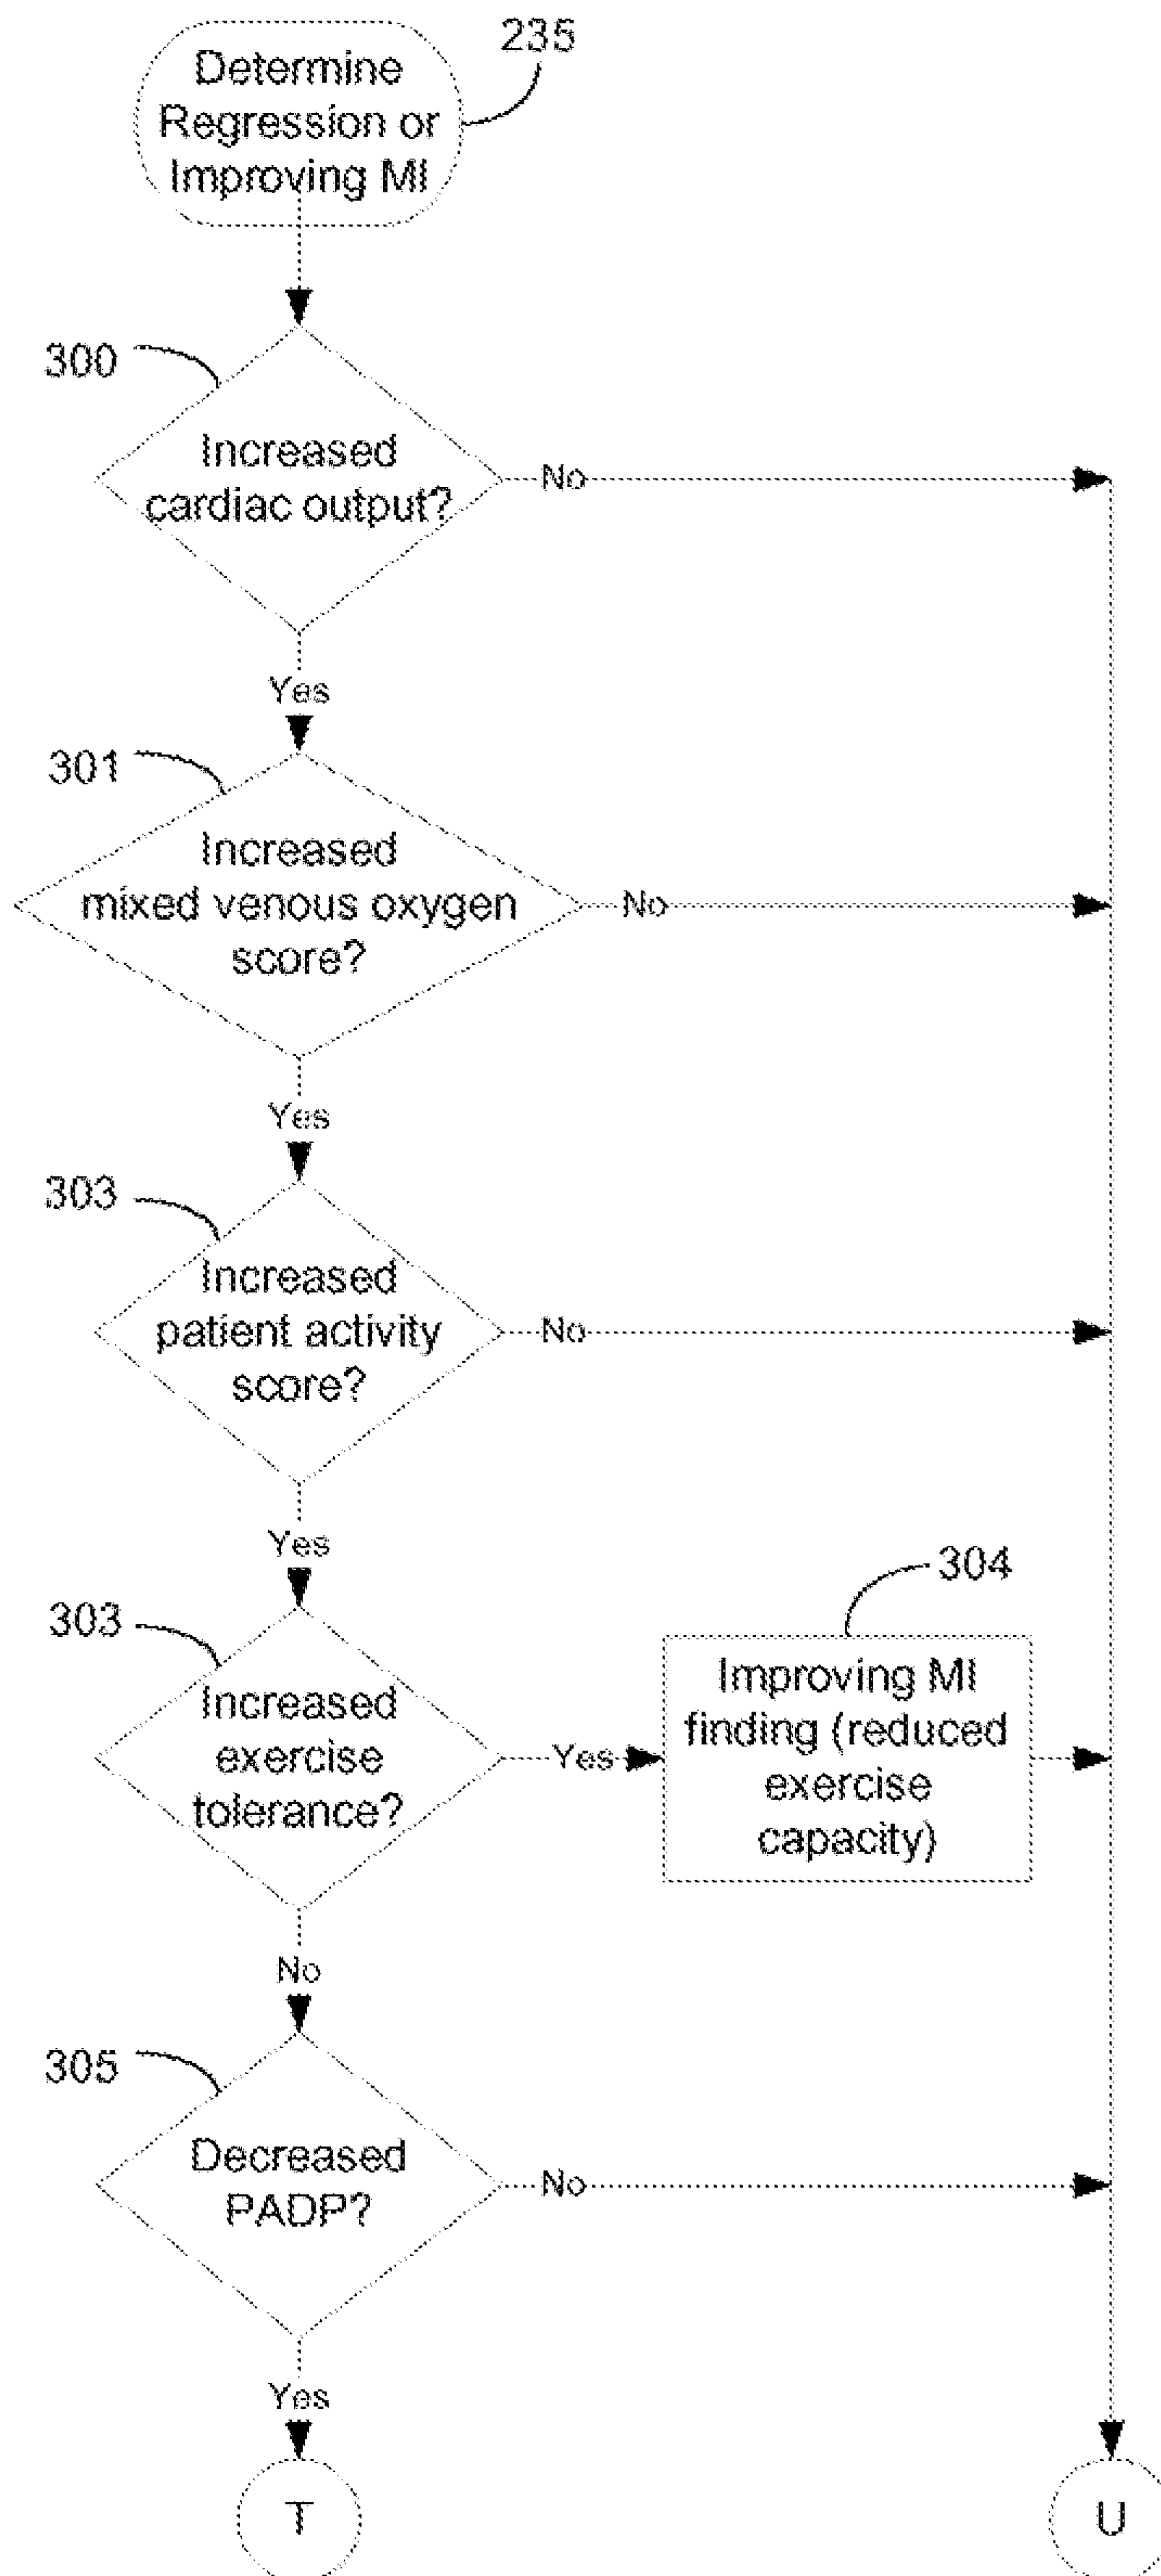 235
Determine
Regression or
Improving MI
300
Increased
cardiac output?
No
Yes
301
Increased
mixed venous oxygen
score?
No
Yes
303
Increased
patient activity
score?
No
Yes
303
Increased
exercise
tolerance?
Yes
304
Improving MI
finding (reduced
exercise
capacity)
No
305
Decreased
PADP?
No
Yes
T
U